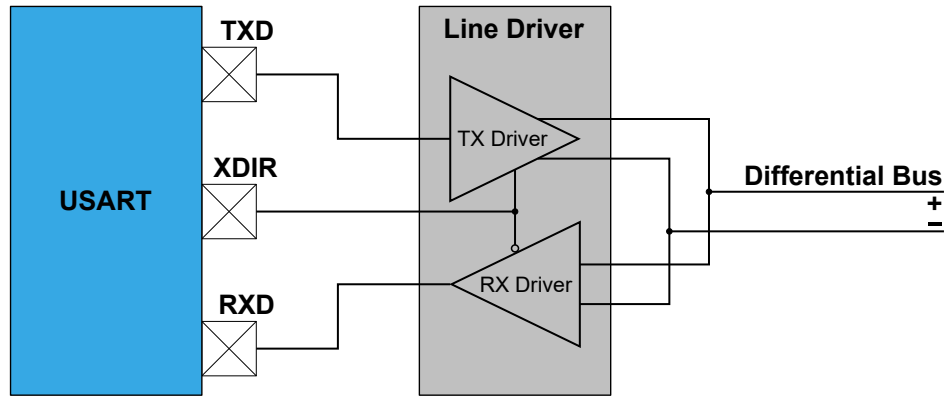 TXD
Line Driver
TX Driver
XDIR
USART
Differential Bus
+
−
RX Driver
RXD